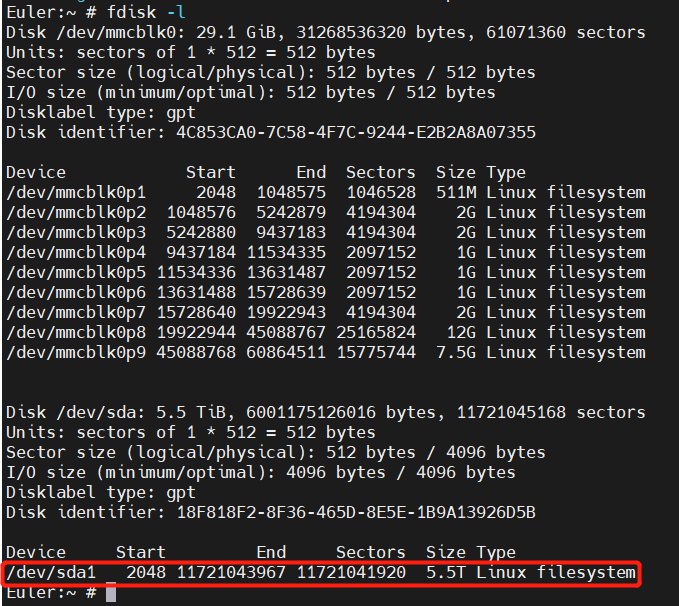 Euler:~ # fdisk -l
Disk /dev/mmcblk0: 29.1 GiB, 31268536320 bytes, 61071360 sectors
Units: sectors of 1 * 512 = 512 bytes
Sector size (logical/physical): 512 bytes / 512 bytes
I/O size (minimum/optimal): 512 bytes / 512 bytes
Disklabel type: gpt
Disk identifier: 4C853CA0-7C58-4F7C-9244-E2B2A8A07355
Device Start End Sectors Size Type
/dev/mmcblk0p1 2048 1048575 1046528 511M Linux filesystem
/dev/mmcblk0p2 1048576 5242879 4194304 2G Linux filesystem
/dev/mmcblk0p3 5242880 9437183 4194304 2G Linux filesystem
/dev/mmcblk0p4 9437184 11534335 2097152 1G Linux filesystem
/dev/mmcblk0p5 11534336 13631487 2097152 1G Linux filesystem
/dev/mmcblk0p6 13631488 15728639 2097152 1G Linux filesystem
/dev/mmcblk0p7 15728640 19922943 4194304 2G Linux filesystem
/dev/mmcblk0p8 19922944 45088767 25165824 12G Linux filesystem
/dev/mmcblk0p9 45088768 60864511 15775744 7.5G Linux filesystem
Disk /dev/sda: 5.5 TiB, 6001175126016 bytes, 11721045168 sectors
Units: sectors of 1 * 512 = 512 bytes
Sector size (logical/physical): 512 bytes / 4096 bytes
I/O size (minimum/optimal): 4096 bytes / 4096 bytes
Disklabel type: gpt
Disk identifier: 18F818F2-8F36-465D-8E5E-1B9A13926D5B
Device Start End Sectors Size Type
/dev/sda1 2048 11721043967 11721041920 5.5T Linux filesystem
Euler:~ #